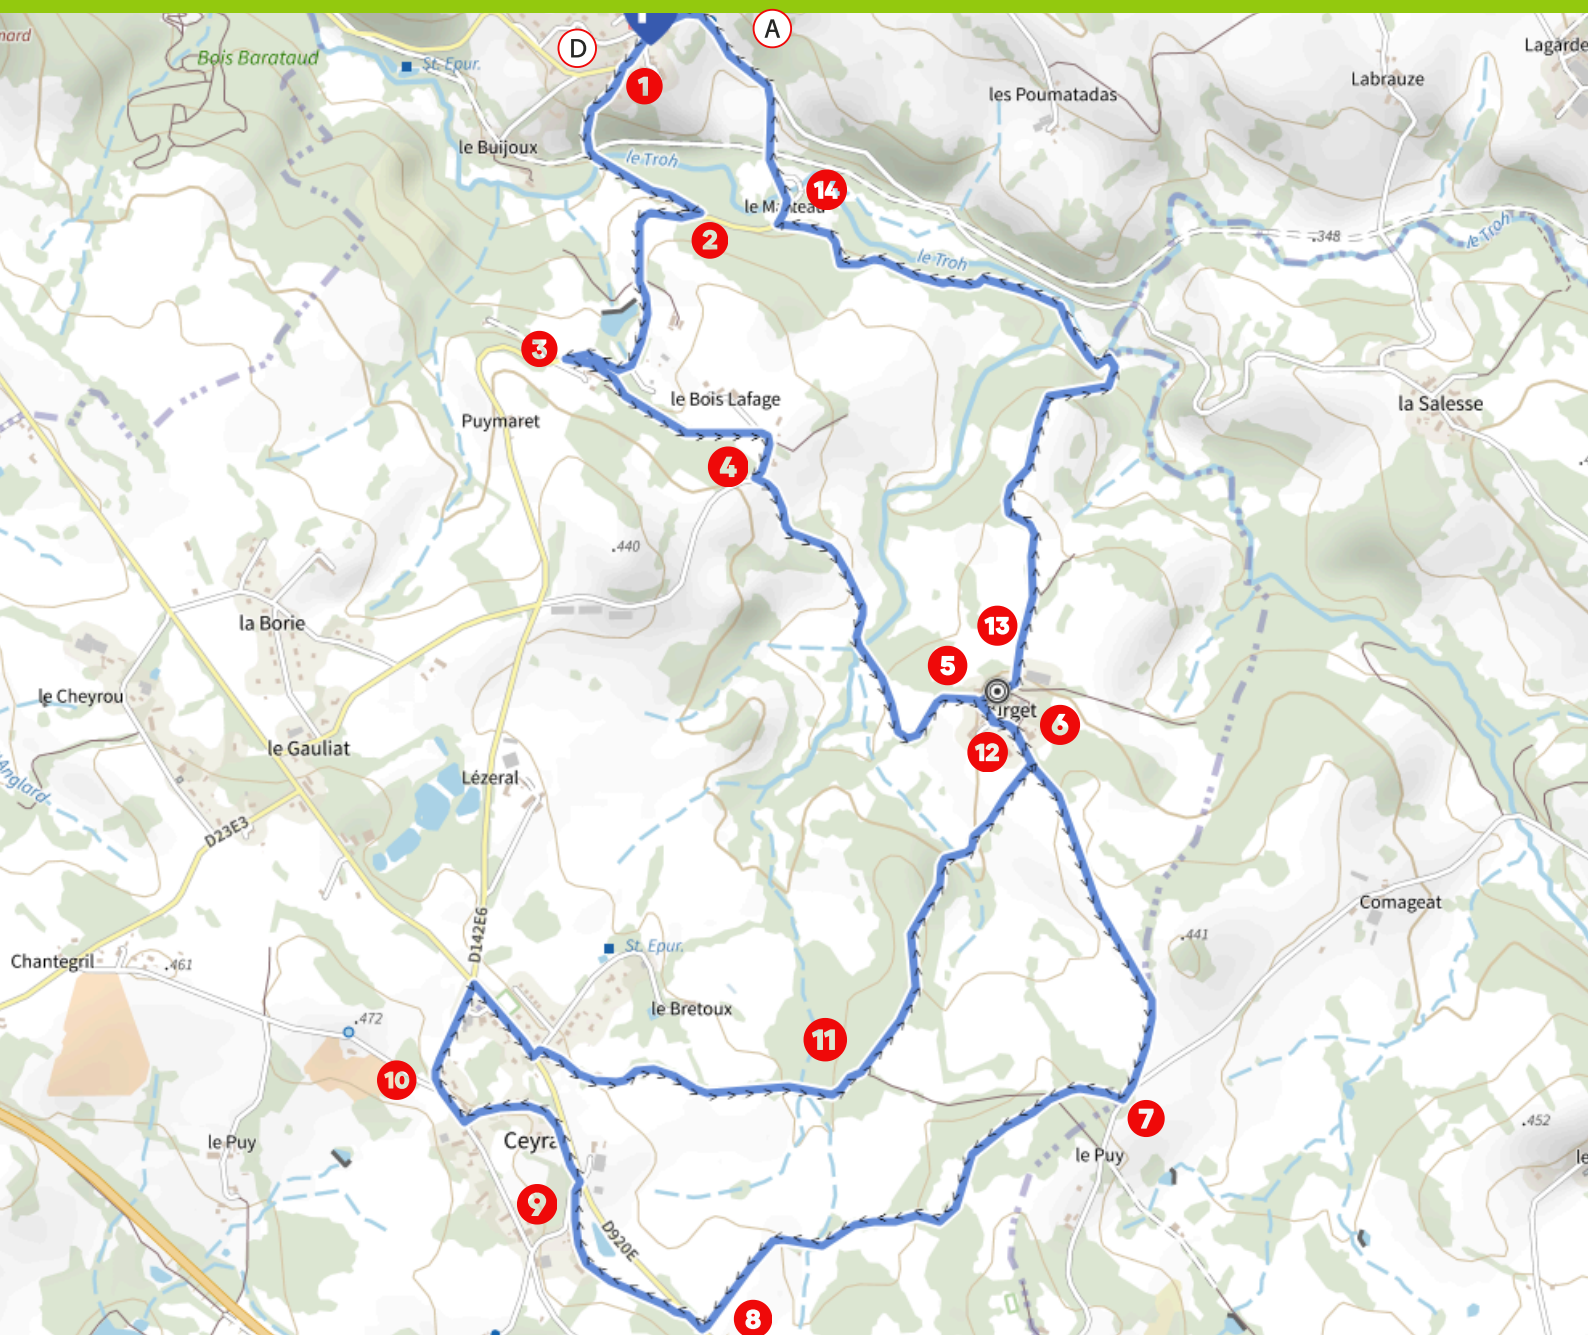 A
D
Lagarde
Bois Barataud
St. Epur.
Labrauze
1
les Poumatadas
le Buijoux
le Troh
14
2
.348
le Troh
le Troh
3
le Bois Lafage
la Salesse
Puymaret
4
.440
la Borie
13
5
le Cheyrou
6
le Gauliat
12
Lézeral
D23E3
Comageat
D142E6
.441
St. Epur.
Chantegril
.461
le Bretoux
.472
11
10
7
.452
le Puy
le Puy
9
D920E
8